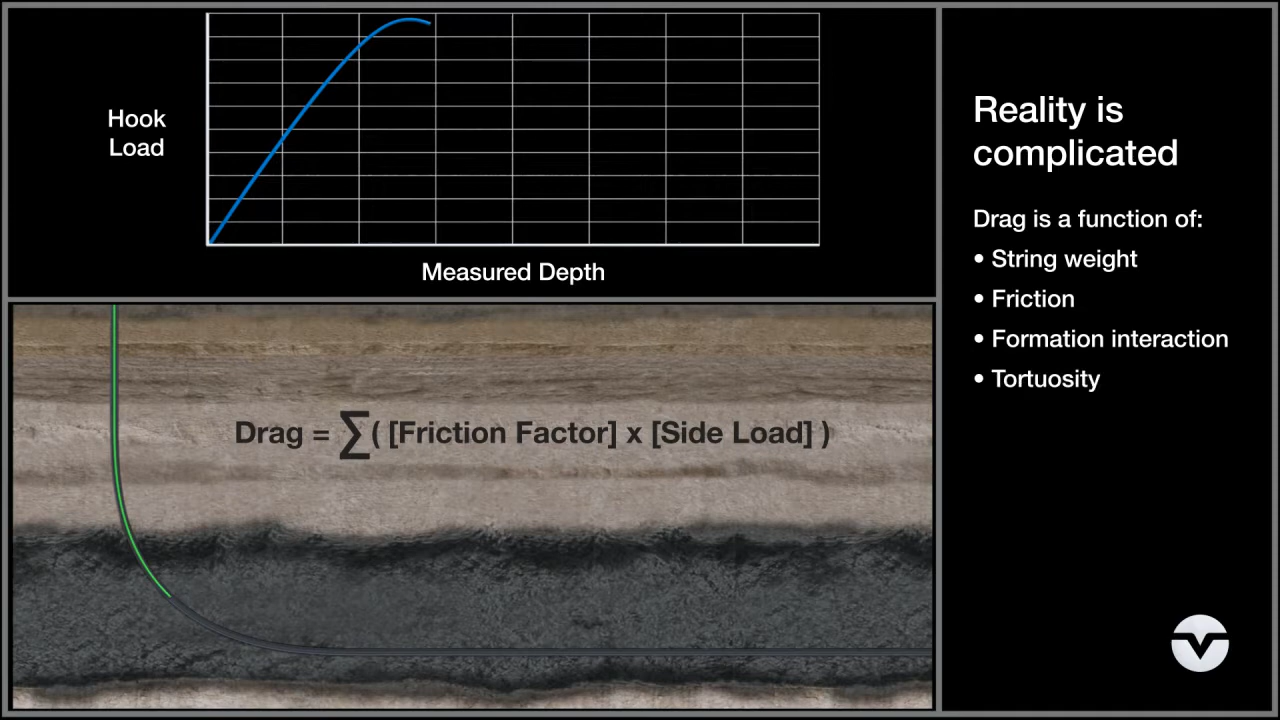 Hook
Load
Measured Depth
Drag = ∑( [Friction Factor] x [Side Load] )
Reality is
complicated
Drag is a function of:
• String weight
• Friction
• Formation interaction
• Tortuosity